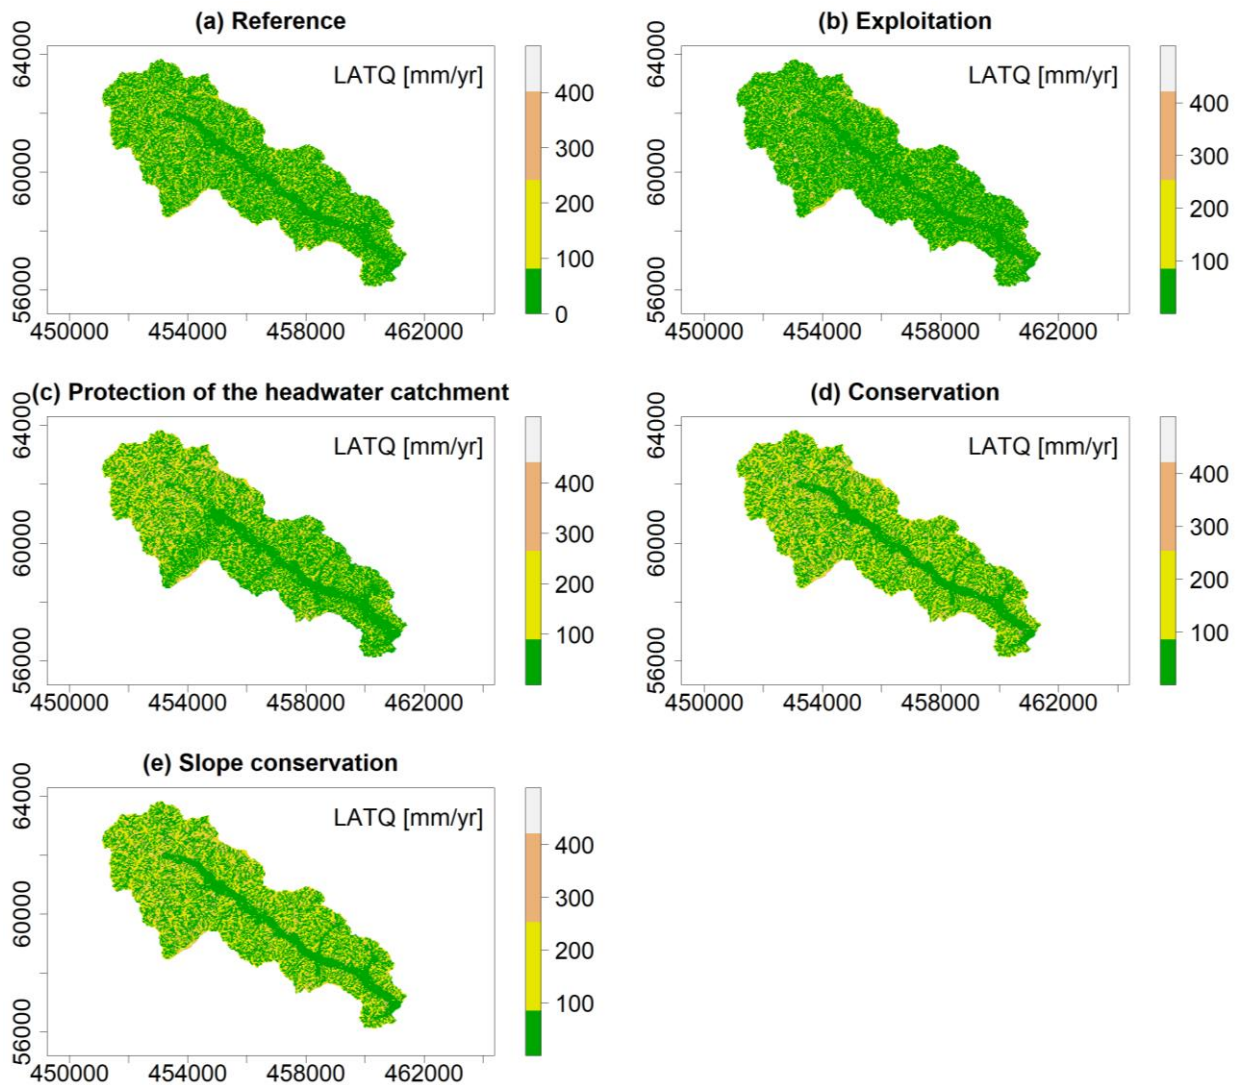 (a) Reference
LATQ [mm/yr]
64000
60000
56000
450000 454000 458000 462000
400
300
200
100
0
(b) Exploitation
LATQ [mm/yr]
64000
60000
56000
450000 454000 458000 462000
400
300
200
100
(c) Protection of the headwater catchment
LATQ [mm/yr]
64000
60000
56000
450000 454000 458000 462000
400
300
200
100
(d) Conservation
LATQ [mm/yr]
64000
60000
56000
450000 454000 458000 462000
400
300
200
100
(e) Slope conservation
LATQ [mm/yr]
64000
60000
56000
450000 454000 458000 462000
400
300
200
100